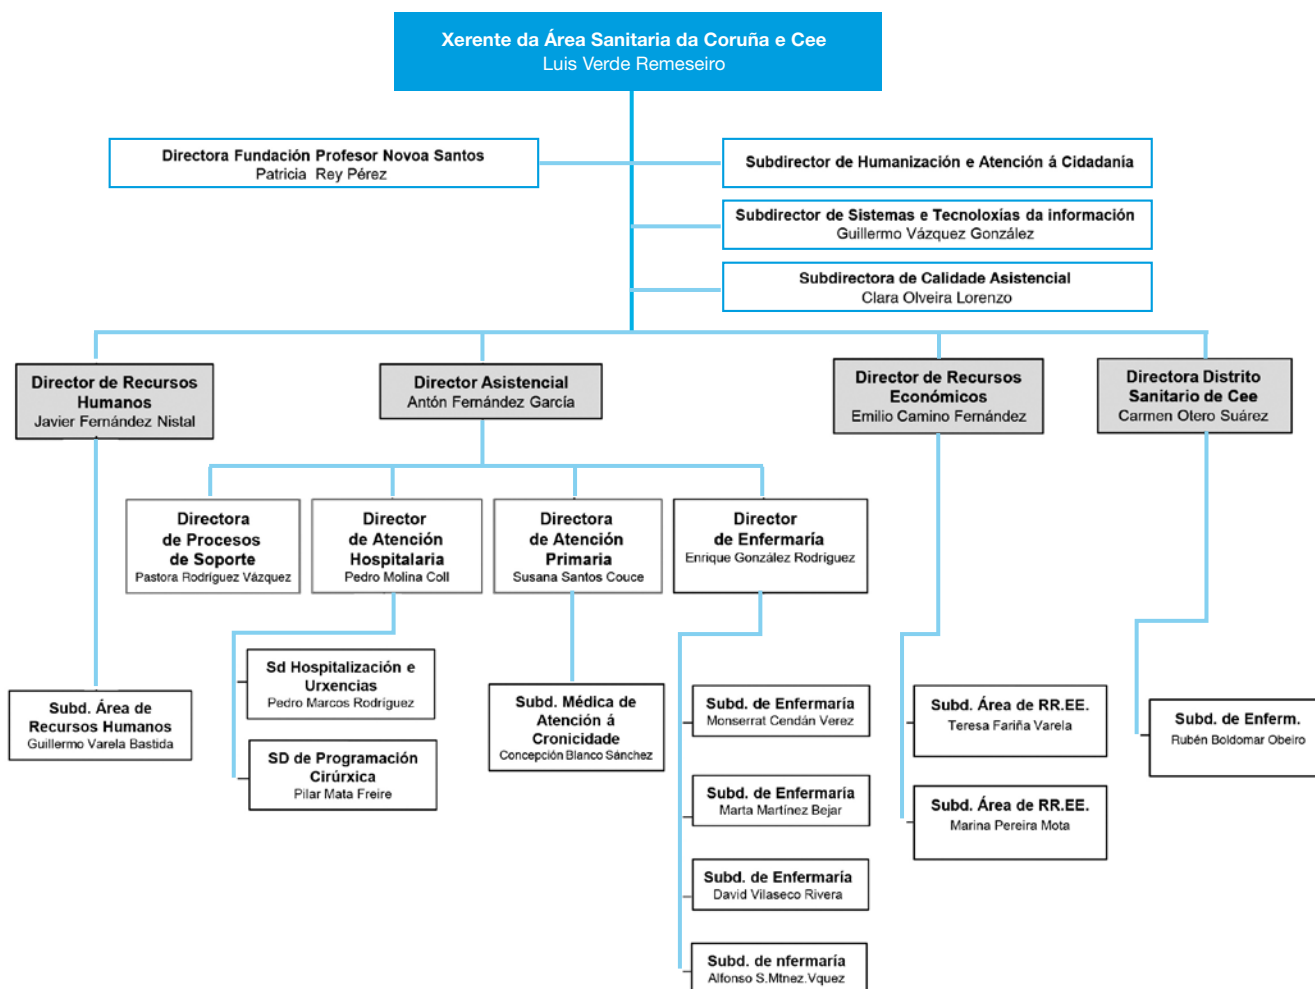 Xerente da Área Sanitaria da Coruña e Cee
Luis Verde Remeseiro
Directora Fundación Profesor Novoa Santos
Patricia Rey Pérez
Subdirector de Humanización e Atención á Cidadanía
Subdirector de Sistemas e Tecnoloxías da información
Guillermo Vázquez González
Subdirectora de Calidade Asistencial
Clara Olveira Lorenzo
Director de Recursos
Humanos
Javier Fernández Nistal
Director Asistencial
Antón Fernández García
Director de Recursos
Económicos
Emilio Camino Fernández
Directora Distrito
Sanitario de Cee
Carmen Otero Suárez
Directora
de Procesos
de Soporte
Pastora Rodríguez Vázquez
Director
de Atención
Hospitalaria
Pedro Molina Coll
Directora
de Atención
Primaria
Susana Santos Couce
Director
de Enfermaría
Enrique González Rodríguez
Subd. Área de
Recursos Humanos
Guillermo Varela Bastida
Sd Hospitalización e
Urxencias
Pedro Marcos Rodríguez
SD de Programación
Cirúrxica
Pilar Mata Freire
Subd. Médica de
Atención á
Cronicidade
Concepción Blanco Sánchez
Subd. de Enfermaría
Monserrat Cendán Verez
Subd. de Enfermaría
Marta Martínez Bejar
Subd. de Enfermaría
David Vilaseco Rivera
Subd. de nfermaría
Alfonso S.Mtnez.Vquez
Subd. Área de RR.EE.
Teresa Fariña Varela
Subd. Área de RR.EE.
Marina Pereira Mota
Subd. de Enferm.
Rubén Boldomar Obeiro